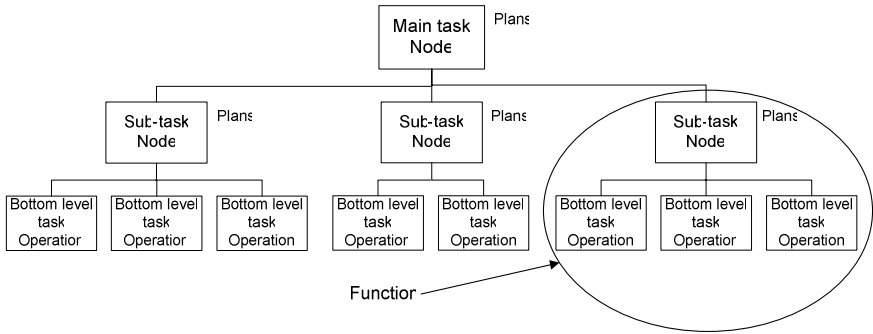 Main task
Node
Plans
Sub-task
Node
Plans
Sub-task
Node
Plans
Sub-task
Node
Plans
Bottom level
task
Operation
Bottom level
task
Operation
Bottom level
task
Operation
Bottom level
task
Operation
Bottom level
task
Operation
Bottom level
task
Operation
Bottom level
task
Operation
Bottom level
task
Operation
Function